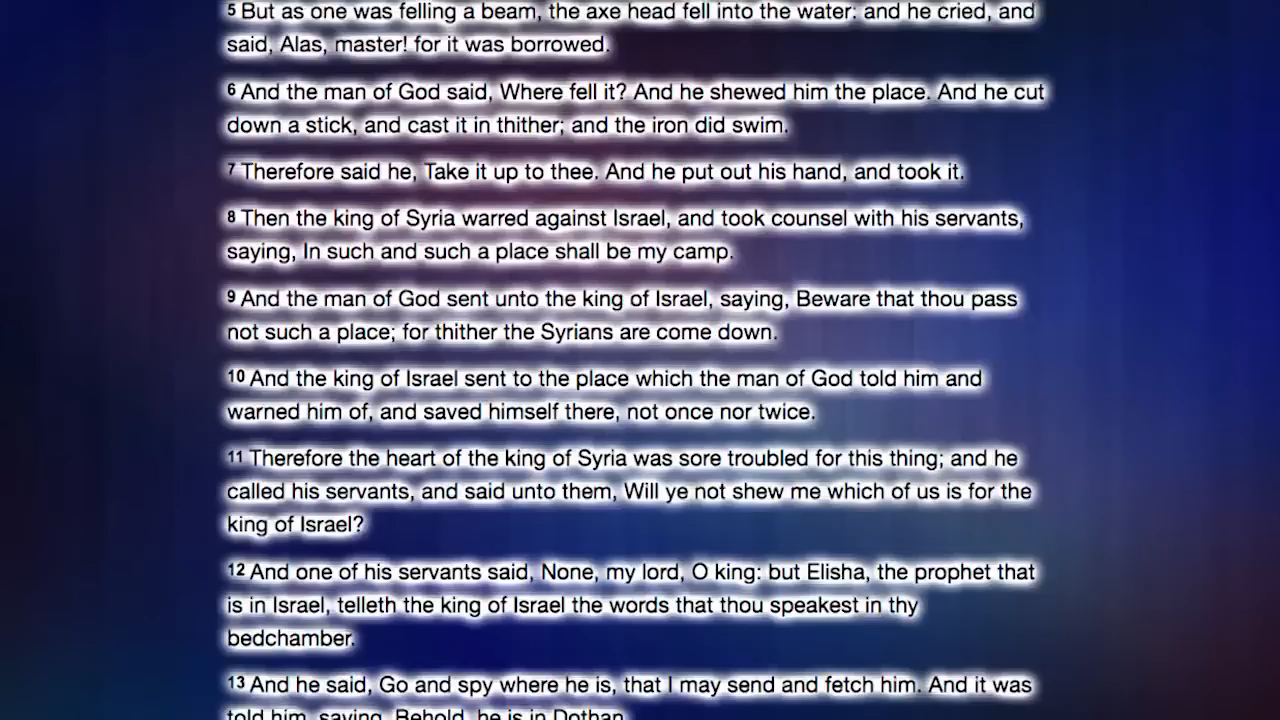 5 But as one was felling a beam, the axe head fell into the water: and he cried, and
said, Alas, master! for it was borrowed.
6 And the man of God said, Where fell it? And he shewed him the place. And he cut
down a stick, and cast it in thither; and the iron did swim.
7 Therefore said he, Take it up to thee. And he put out his hand, and took it.
8 Then the king of Syria warred against Israel, and took counsel with his servants,
saying, In such and such a place shall be my camp.
9 And the man of God sent unto the king of Israel, saying, Beware that thou pass
not such a place; for thither the Syrians are come down.
10 And the king of Israel sent to the place which the man of God told him and
warned him of, and saved himself there, not once nor twice.
11 Therefore the heart of the king of Syria was sore troubled for this thing; and he
called his servants, and said unto them, Will ye not shew me which of us is for the
king of Israel?
12 And one of his servants said, None, my lord, O king: but Elisha, the prophet that
is in Israel, telleth the king of Israel the words that thou speakest in thy
bedchamber.
13 And he said, Go and spy where he is, that I may send and fetch him. And it was
told him, saying, Behold, he is in Dothan.